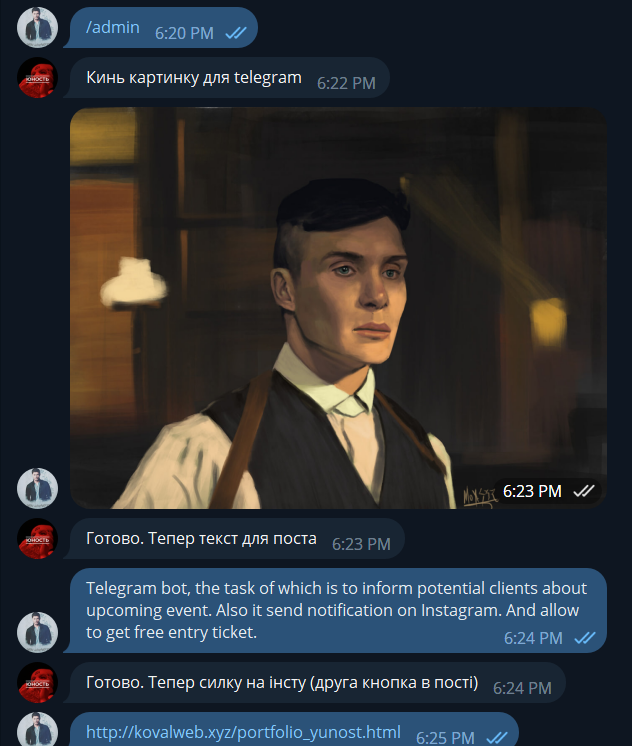 /admin 6:20 PM
ЮНОСТЬ
Кинь картинку для telegram 6:22 PM
6:23 PM
ЮНОСТЬ
Готово. Тепер текст для поста 6:23 PM
Telegram bot, the task of which is to inform potential clients about
upcoming event. Also it send notification on Instagram. And allow
to get free entry ticket.
6:24 PM
ЮНОСТЬ
Готово. Тепер силку на інсту (друга кнопка в пості) 6:24 PM
http://kovalweb.xyz/portfolio_yunost.html 6:25 PM